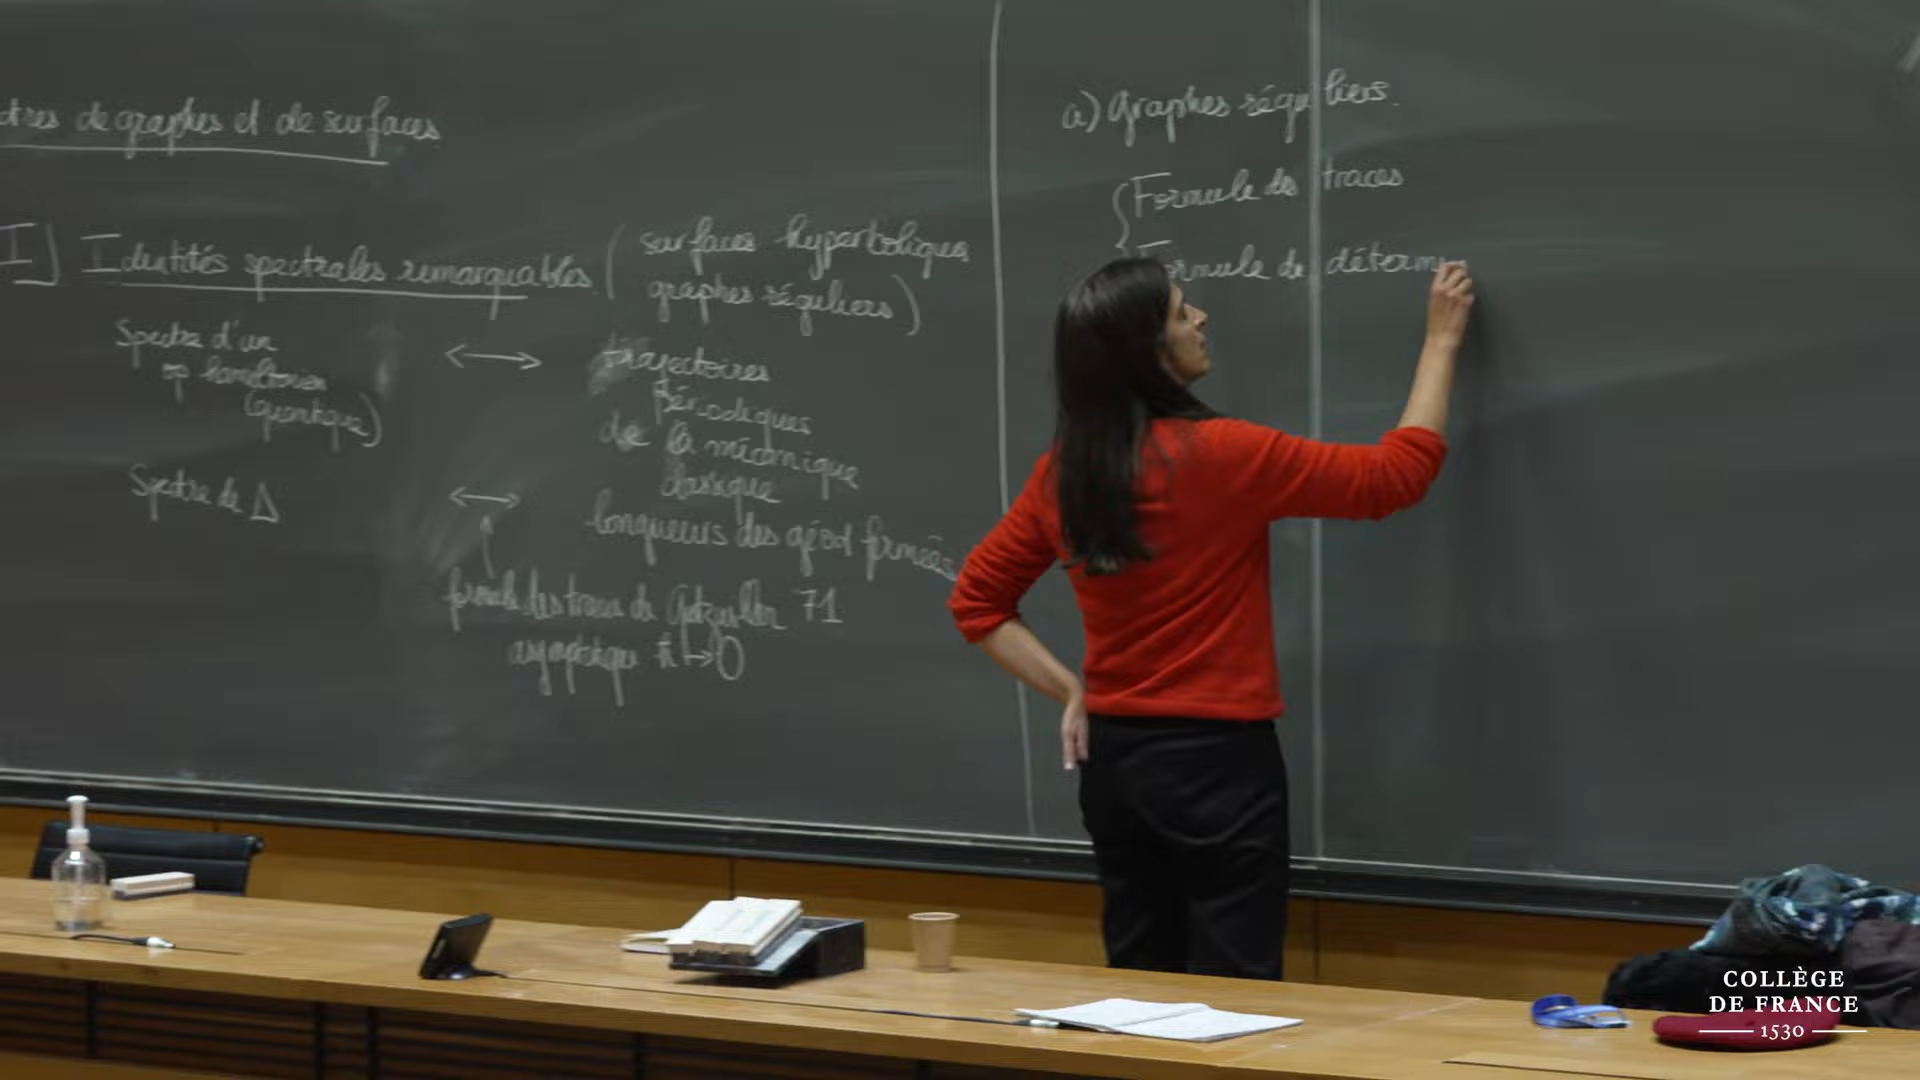 tres de graphes et de surfaces
I] Identités spectrales remarquables ( surfaces hyperboliques
graphes réguliers)
Spectre d'un
op hamiltonien
(quantique)
↔
trajectoires
périodiques
de la mécanique
classique
Spectre de Δ
↔
longueurs des géod fermées
formule des traces de Gutzwiller 71
asymptotique ħ → 0
a) Graphes réguliers.
{ Formule des traces
Formule de déterm
COLLÈGE
DE FRANCE
1530